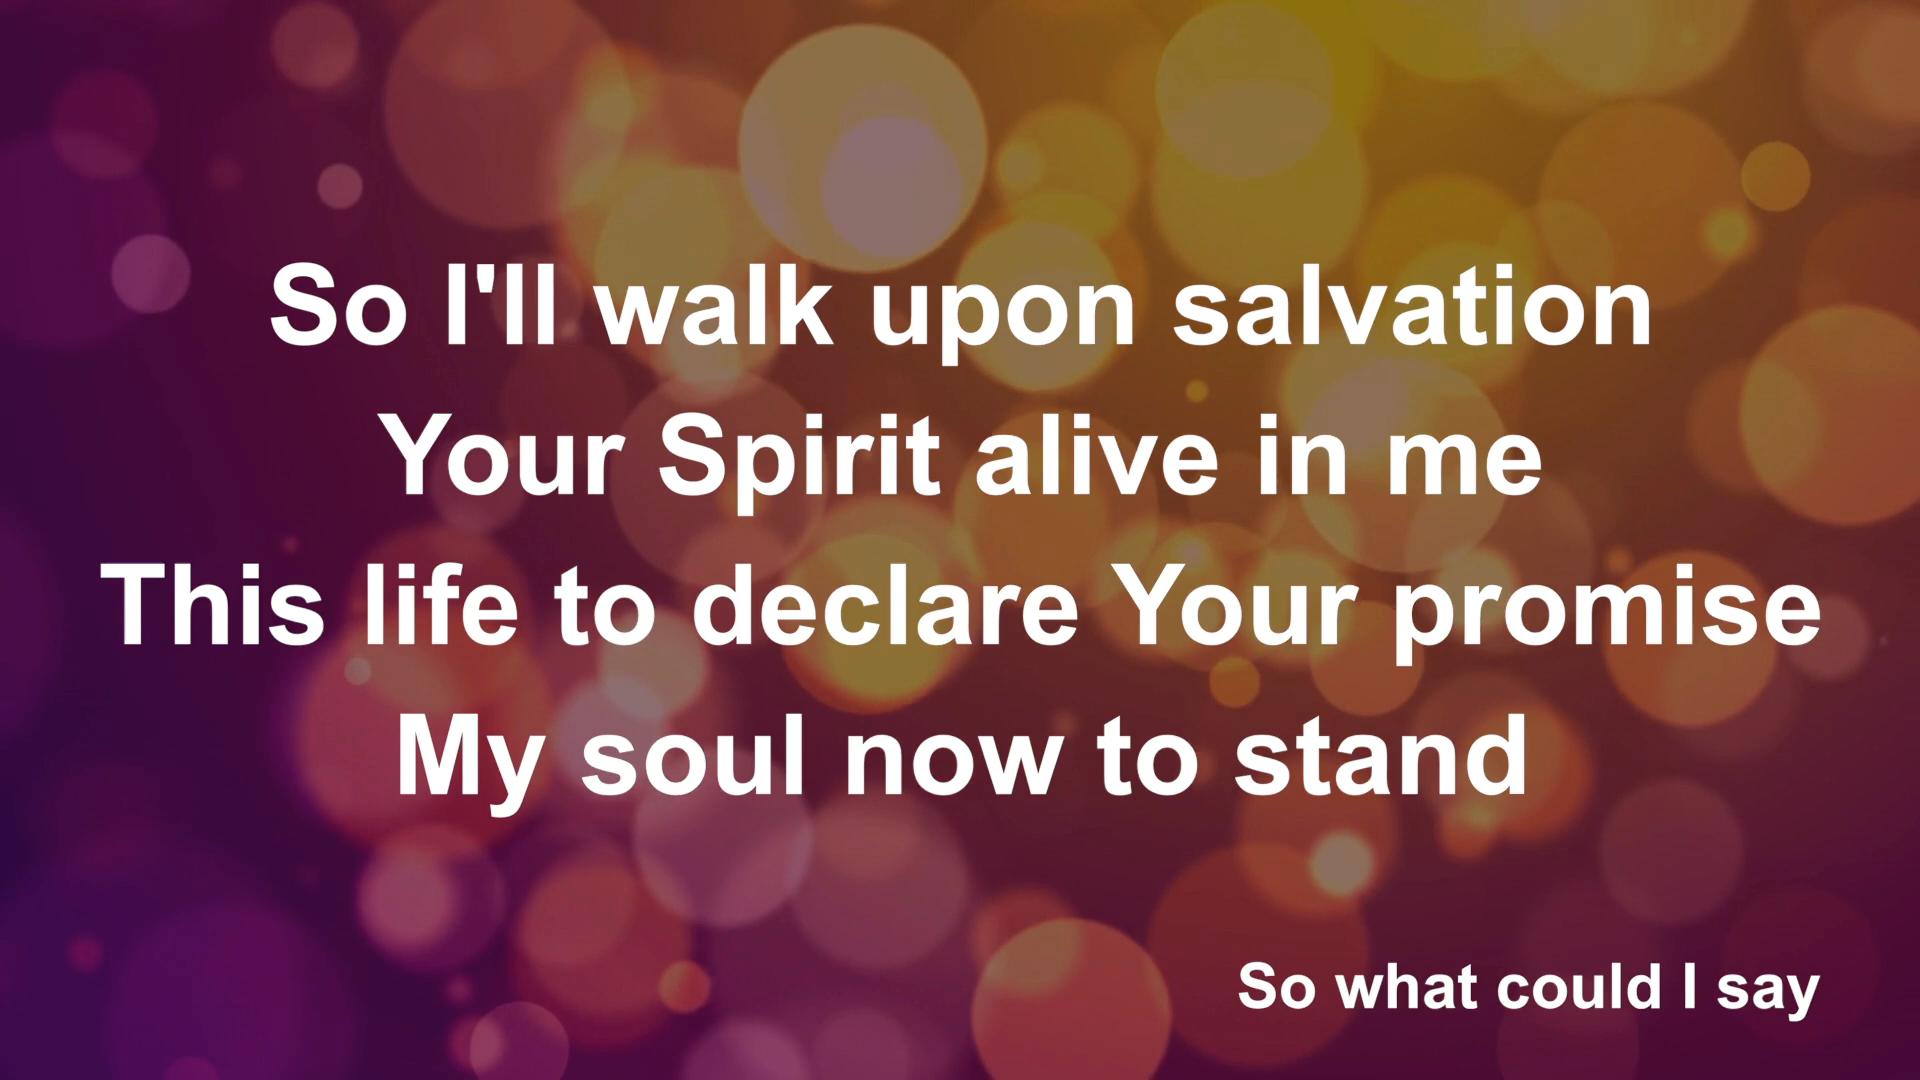 So I'll walk upon salvation
Your Spirit alive in me
This life to declare Your promise
My soul now to stand
So what could I say